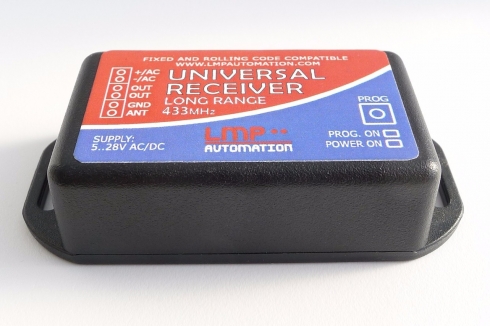 FIXED AND ROLLING CODE COMPATIBLE
WWW.LMPAUTOMATION.COM
UNIVERSAL
RECEIVER
LONG RANGE
433MHz
+/AC
-/AC
OUT
OUT
GND
ANT
PROG
PROG. ON
POWER ON
SUPPLY:
5..28V AC/DC
LMP
AUTOMATION